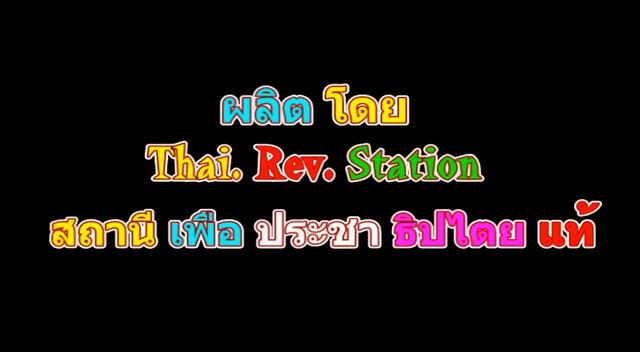 ผลิต โดย
Thai. Rev. Station
สถานี เพือ ประชา ธิปไตย แท้